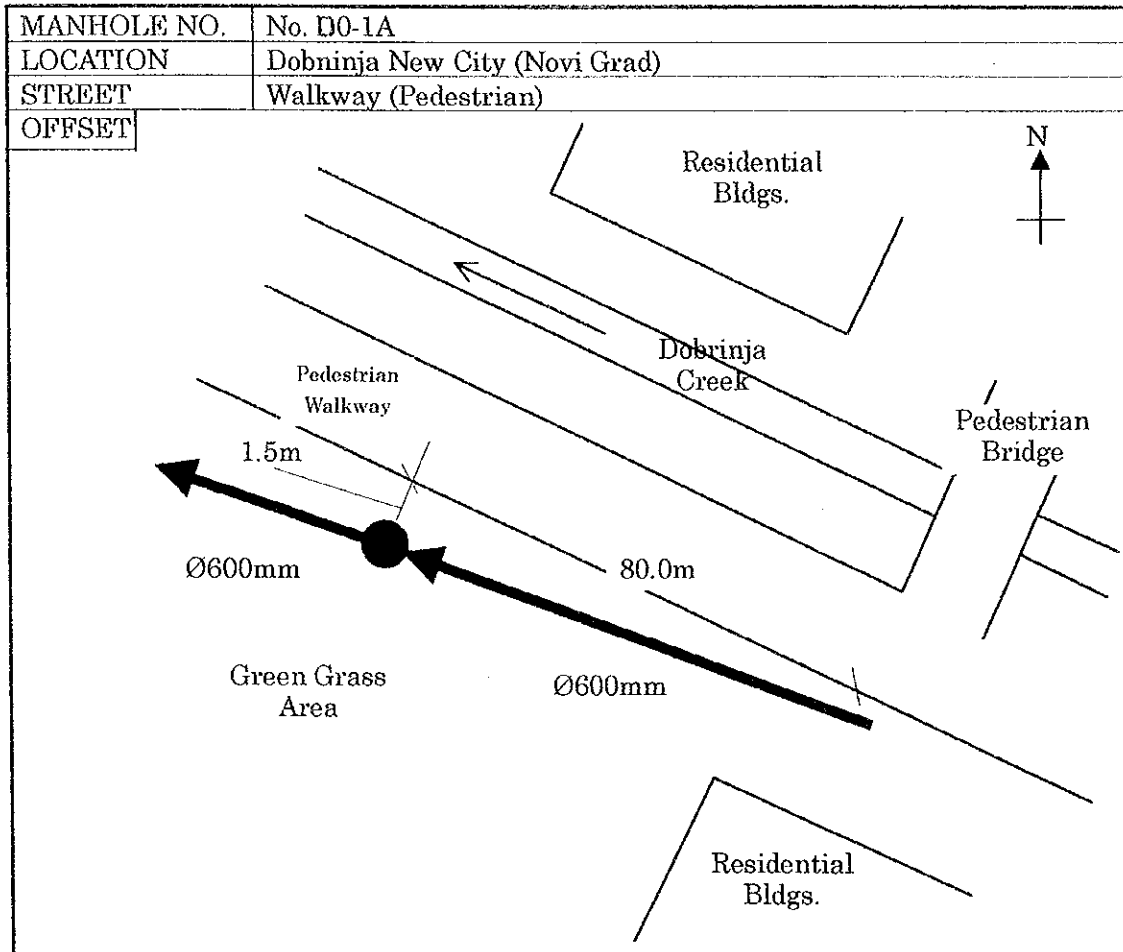 MANHOLE NO. No. D0-1A
LOCATION Dobninja New City (Novi Grad)
STREET Walkway (Pedestrian)
OFFSET
N
Residential
Bldgs.
Dobrinja
Creek
Pedestrian
Walkway
Pedestrian
Bridge
1.5m
Ø600mm
80.0m
Green Grass
Area
Ø600mm
Residential
Bldgs.